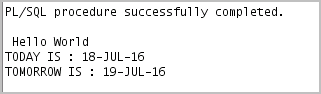 PL/SQL procedure successfully completed.
Hello World
TODAY IS : 18-JUL-16
TOMORROW IS : 19-JUL-16